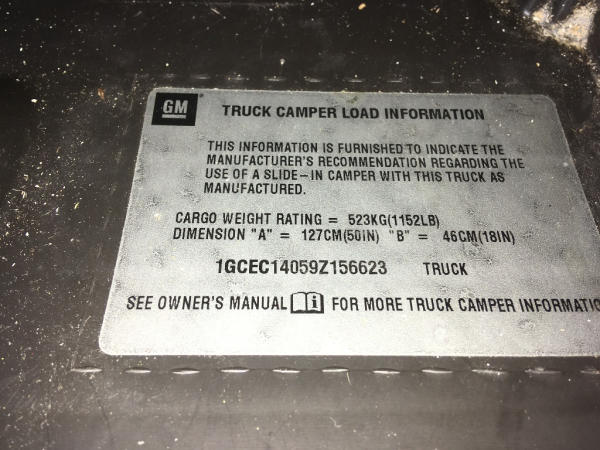 GM
TRUCK CAMPER LOAD INFORMATION
THIS INFORMATION IS FURNISHED TO INDICATE THE
MANUFACTURER'S RECOMMENDATION REGARDING THE
USE OF A SLIDE-IN CAMPER WITH THIS TRUCK AS
MANUFACTURED.
CARGO WEIGHT RATING = 523KG(1152LB)
DIMENSION "A" = 127CM(50IN) "B" = 46CM(18IN)
1GCEC14059Z156623 TRUCK
SEE OWNER'S MANUAL i FOR MORE TRUCK CAMPER INFORMATIO